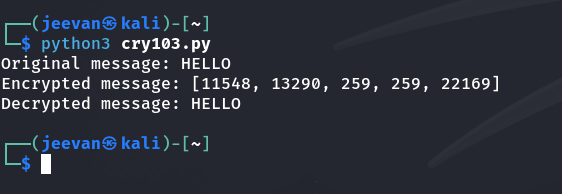 ┌──(jeevan㉿kali)-[~]
└─$ python3 cry103.py
Original message: HELLO
Encrypted message: [11548, 13290, 259, 259, 22169]
Decrypted message: HELLO
┌──(jeevan㉿kali)-[~]
└─$